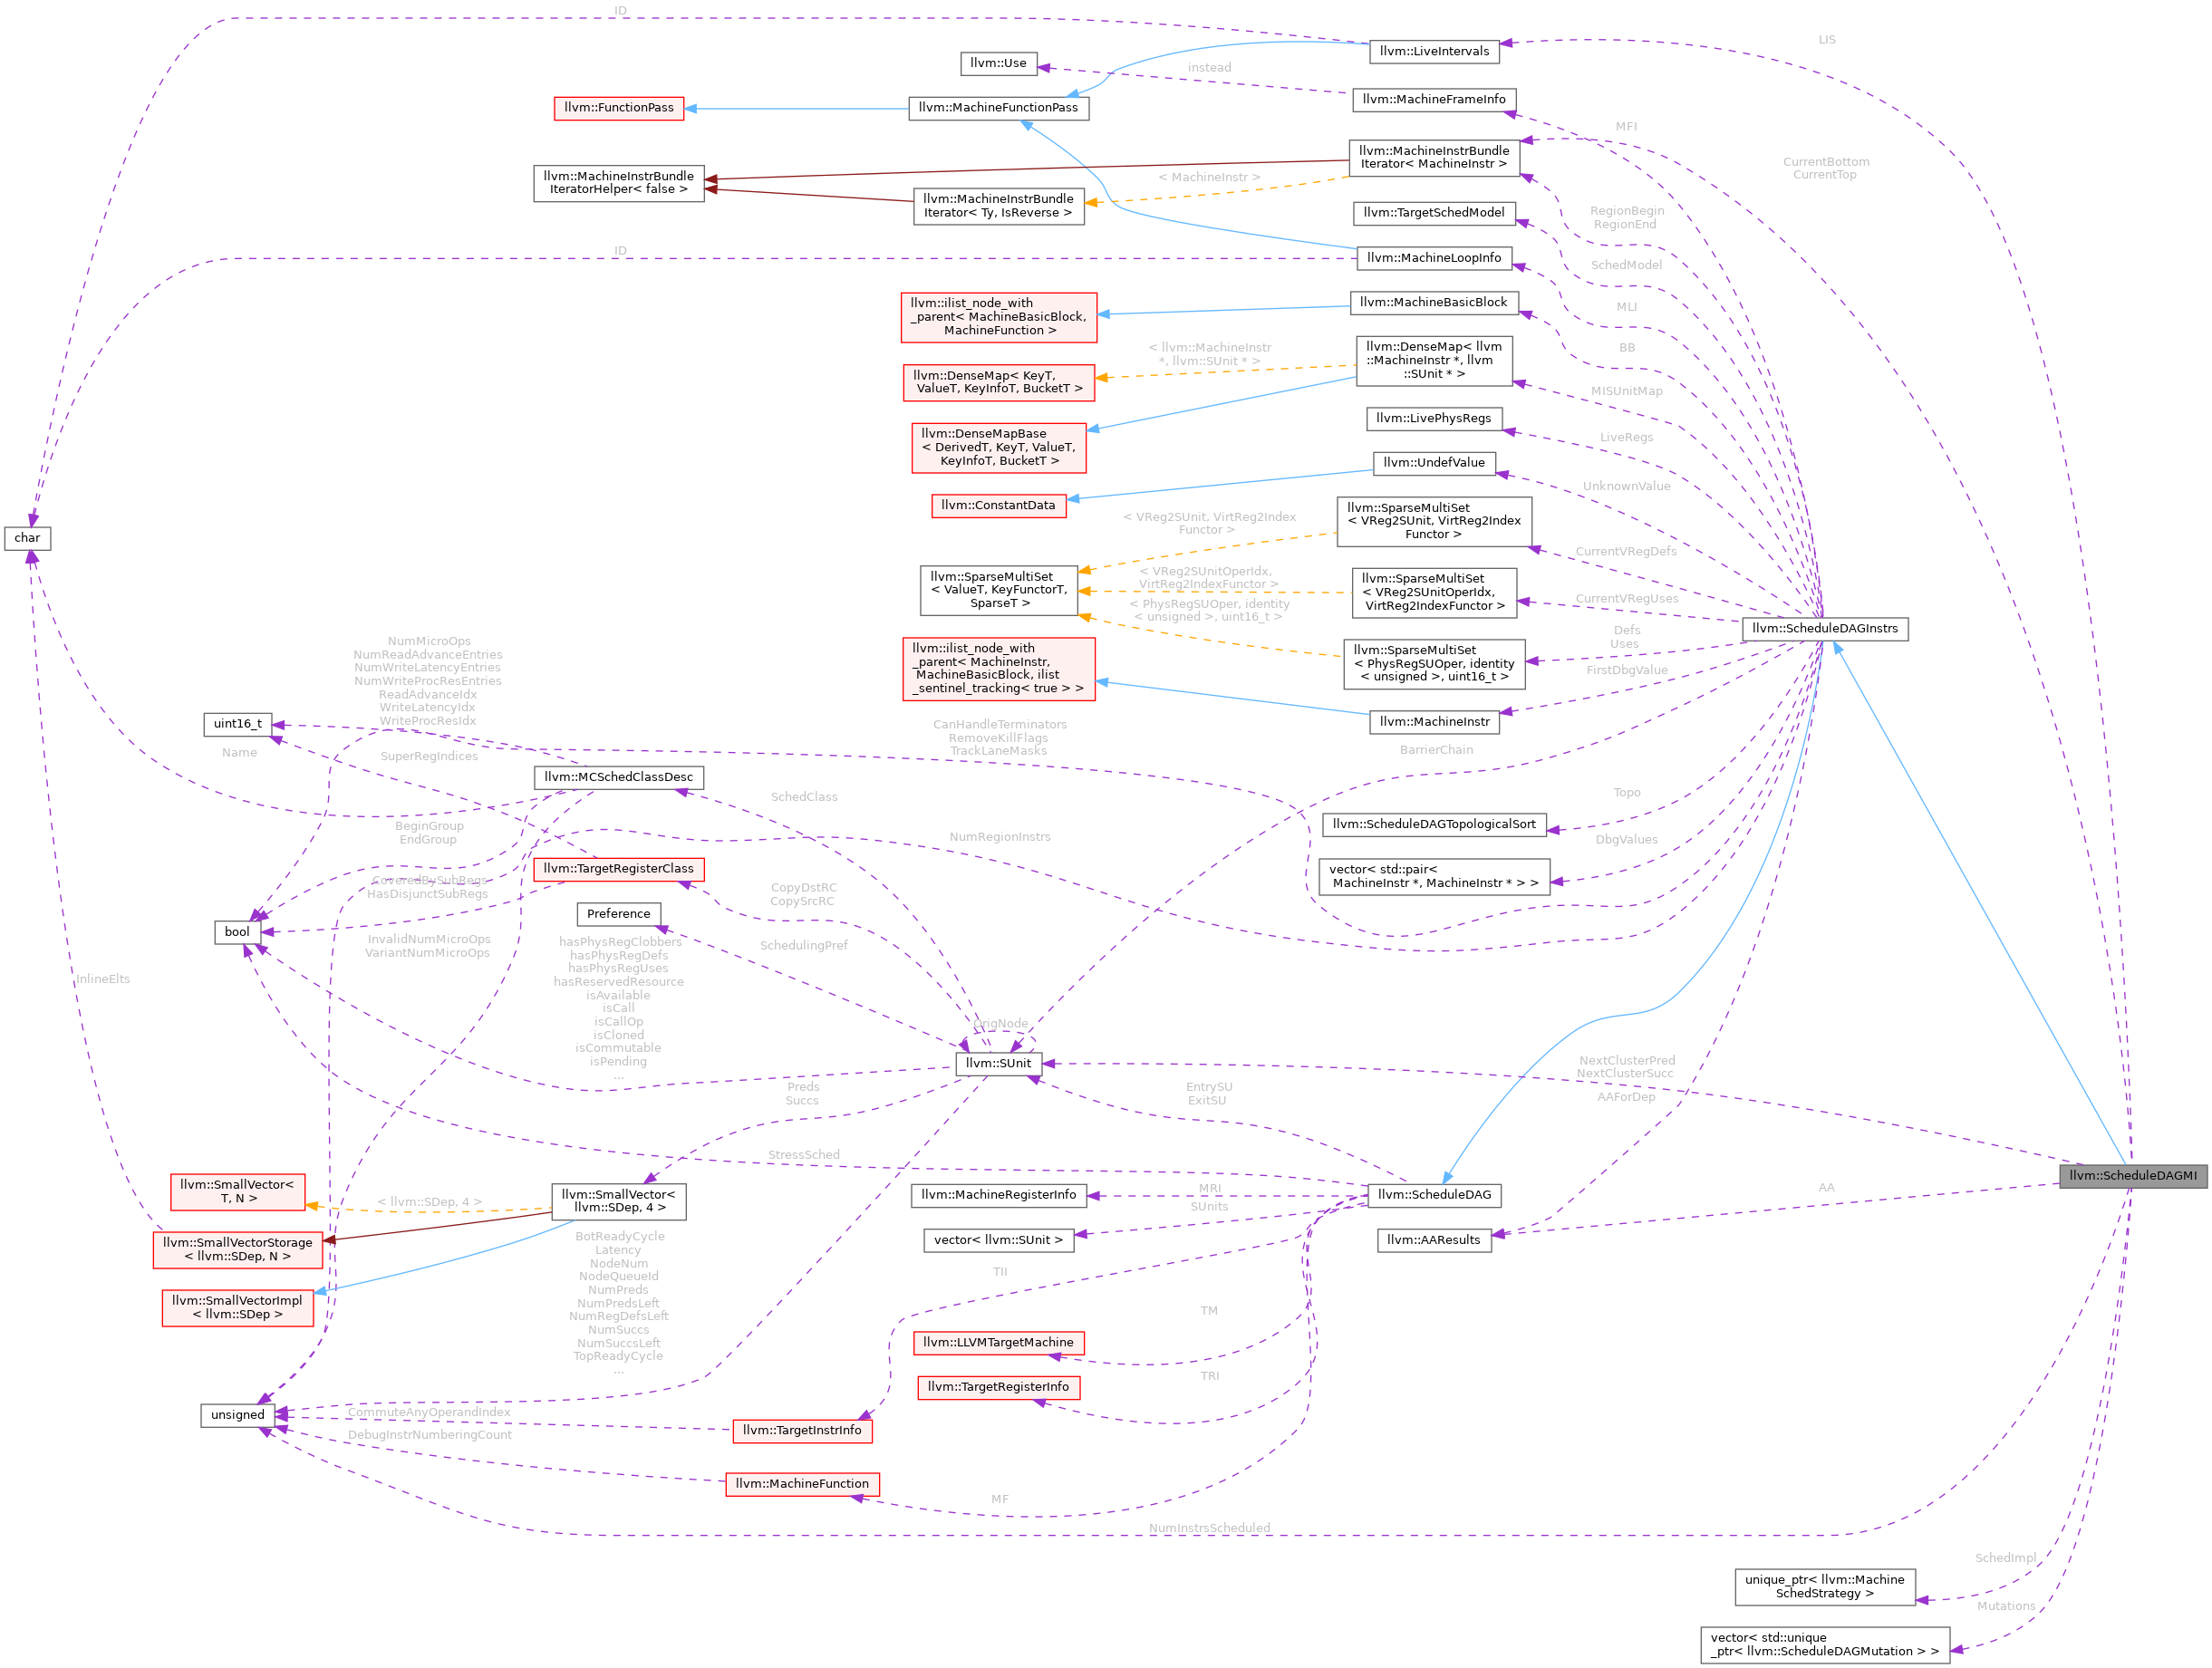 ID
llvm::LiveIntervals
LIS
llvm::Use
instead
llvm::MachineFrameInfo
llvm::FunctionPass
llvm::MachineFunctionPass
MFI
llvm::MachineInstrBundle
Iterator< MachineInstr >
CurrentBottom
CurrentTop
llvm::MachineInstrBundle
IteratorHelper< false >
< MachineInstr >
llvm::MachineInstrBundle
Iterator< Ty, IsReverse >
llvm::TargetSchedModel
RegionBegin
RegionEnd
ID
llvm::MachineLoopInfo
SchedModel
llvm::ilist_node_with
_parent< MachineBasicBlock,
MachineFunction >
llvm::MachineBasicBlock
MLI
BB
< llvm::MachineInstr
*, llvm::SUnit * >
llvm::DenseMap< llvm
::MachineInstr *, llvm
::SUnit * >
llvm::DenseMap< KeyT,
ValueT, KeyInfoT, BucketT >
MISUnitMap
llvm::DenseMapBase
< DerivedT, KeyT, ValueT,
KeyInfoT, BucketT >
llvm::LivePhysRegs
LiveRegs
llvm::UndefValue
UnknownValue
llvm::ConstantData
llvm::SparseMultiSet
< VReg2SUnit, VirtReg2Index
Functor >
< VReg2SUnit, VirtReg2Index
Functor >
char
CurrentVRegDefs
llvm::SparseMultiSet
< ValueT, KeyFunctorT,
SparseT >
< VReg2SUnitOperIdx,
VirtReg2IndexFunctor >
llvm::SparseMultiSet
< VReg2SUnitOperIdx,
VirtReg2IndexFunctor >
CurrentVRegUses
< PhysRegSUOper, identity
< unsigned >, uint16_t >
llvm::ScheduleDAGInstrs
Defs
Uses
llvm::SparseMultiSet
< PhysRegSUOper, identity
< unsigned >, uint16_t >
llvm::ilist_node_with
_parent< MachineInstr,
MachineBasicBlock, ilist
_sentinel_tracking< true > >
FirstDbgValue
llvm::MachineInstr
NumMicroOps
NumReadAdvanceEntries
NumWriteLatencyEntries
NumWriteProcResEntries
ReadAdvanceIdx
WriteLatencyIdx
WriteProcResIdx
uint16_t
Name
SuperRegIndices
CanHandleTerminators
RemoveKillFlags
TrackLaneMasks
BarrierChain
llvm::MCSchedClassDesc
SchedClass
Topo
llvm::ScheduleDAGTopologicalSort
BeginGroup
EndGroup
NumRegionInstrs
DbgValues
llvm::TargetRegisterClass
vector< std::pair<
MachineInstr *, MachineInstr * > >
CoveredBySubRegs
HasDisjunctSubRegs
CopyDstRC
CopySrcRC
Preference
bool
InvalidNumMicroOps
VariantNumMicroOps
SchedulingPref
hasPhysRegClobbers
hasPhysRegDefs
hasPhysRegUses
hasReservedResource
isAvailable
isCall
isCallOp
isCloned
isCommutable
isPending
...
InlineElts
OrigNode
llvm::SUnit
NextClusterPred
NextClusterSucc
AAForDep
Preds
Succs
EntrySU
ExitSU
StressSched
llvm::ScheduleDAGMI
AA
llvm::SmallVector<
T, N >
< llvm::SDep, 4 >
llvm::SmallVector<
llvm::SDep, 4 >
llvm::MachineRegisterInfo
MRI
SUnits
llvm::ScheduleDAG
vector< llvm::SUnit >
llvm::AAResults
llvm::SmallVectorStorage
< llvm::SDep, N >
BotReadyCycle
Latency
NodeNum
NodeQueueId
NumPreds
NumPredsLeft
NumRegDefsLeft
NumSuccs
NumSuccsLeft
TopReadyCycle
...
TII
llvm::SmallVectorImpl
< llvm::SDep >
TM
llvm::LLVMTargetMachine
TRI
llvm::TargetRegisterInfo
unsigned
CommuteAnyOperandIndex
llvm::TargetInstrInfo
DebugInstrNumberingCount
llvm::MachineFunction
MF
NumInstrsScheduled
SchedImpl
unique_ptr< llvm::Machine
SchedStrategy >
Mutations
vector< std::unique
_ptr< llvm::ScheduleDAGMutation > >